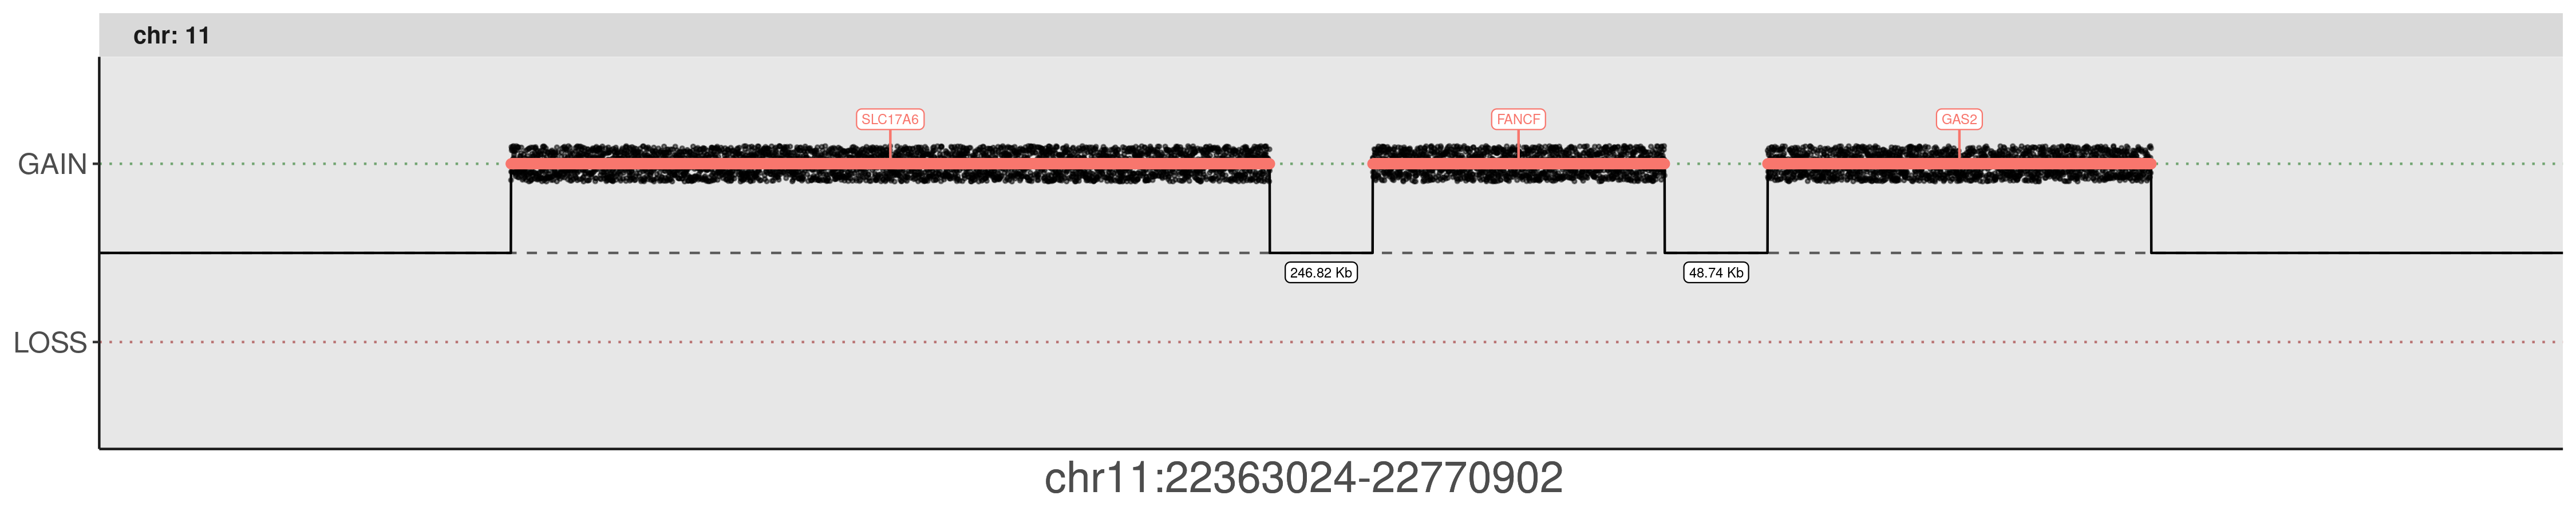 chr: 11
SLC17A6
FANCF
GAS2
GAIN
246.82 Kb
48.74 Kb
LOSS
chr11:22363024-22770902